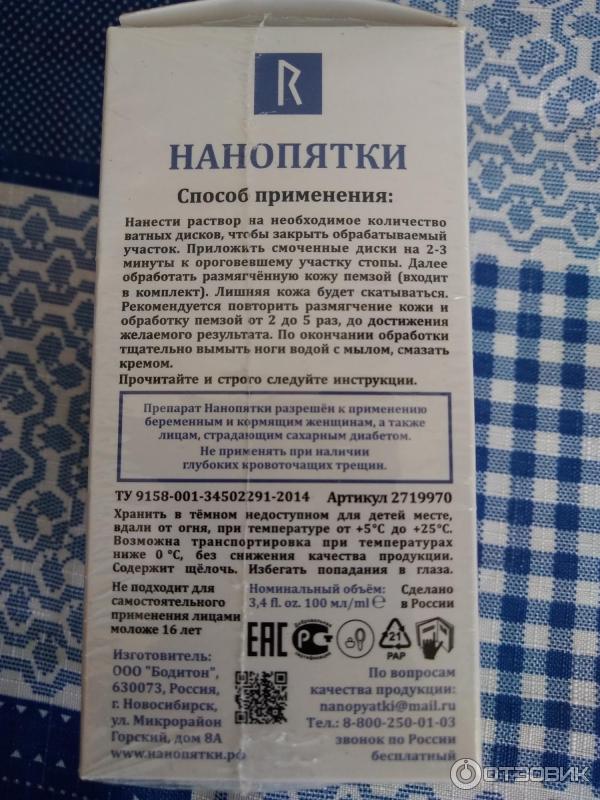 НАНОПЯТКИ
Способ применения:
Нанести раствор на необходимое количество
ватных дисков, чтобы закрыть обрабатываемый
участок. Приложить смоченные диски на 2-3
минуты к ороговевшему участку стопы. Далее
обработать размягчённую кожу пемзой (входит
в комплект). Лишняя кожа будет скатываться.
Рекомендуется повторить размягчение кожи и
обработку пемзой от 2 до 5 раз, до достижения
желаемого результата. По окончании обработки
тщательно вымыть ноги водой с мылом, смазать
кремом.
Прочитайте и строго следуйте инструкции.
Препарат Нанопятки разрешён к применению
беременным и кормящим женщинам, а также
лицам, страдающим сахарным диабетом.
Не применять при наличии
глубоких кровоточащих трещин.
ТУ 9158-001-34502291-2014 Артикул 2719970
Хранить в тёмном недоступном для детей месте,
вдали от огня, при температуре от +5°C до +25°C.
Возможна транспортировка при температурах
ниже 0 °C, без снижения качества продукции.
Содержит щёлочь. Избегать попадания в глаза.
Не подходит для
самостоятельного
применения лицами
моложе 16 лет
Номинальный объём:
3,4 fl. oz. 100 мл/ml ℮
Сделано
в России
EAC
Добровольная
сертификация
21
PAP
Изготовитель:
ООО "Бодитон",
630073, Россия,
г. Новосибирск,
ул. Микрорайон
Горский, дом 8А
www.нанопятки.рф
По вопросам
качества продукции:
nanopyatki@mail.ru
Тел.: 8-800-250-01-03
звонок по России
бесплатный
ОТЗОВИК